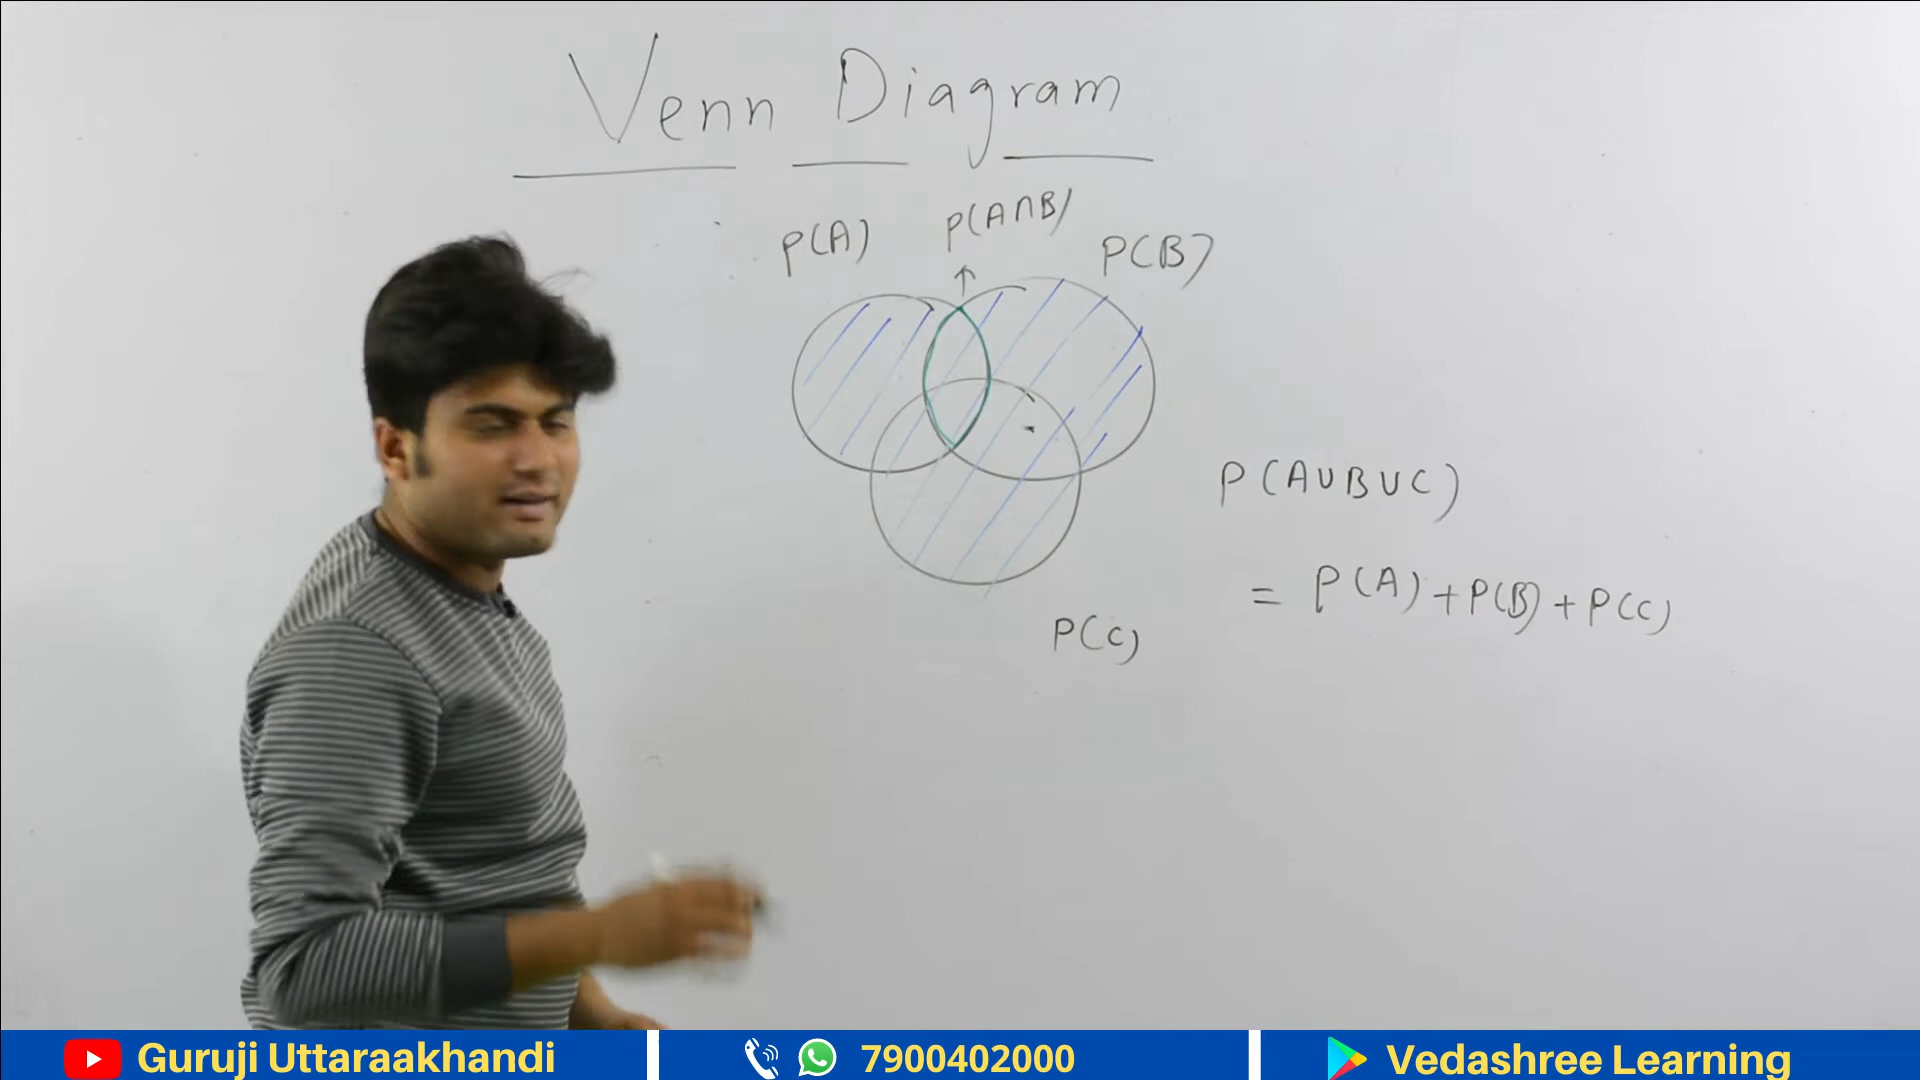 Venn Diagram
P(A)
P(A∩B)
P(B)
P(A∪B∪C)
= P(A) + P(B) + P(C)
P(C)
Guruji Uttaraakhandi
7900402000
Vedashree Learning